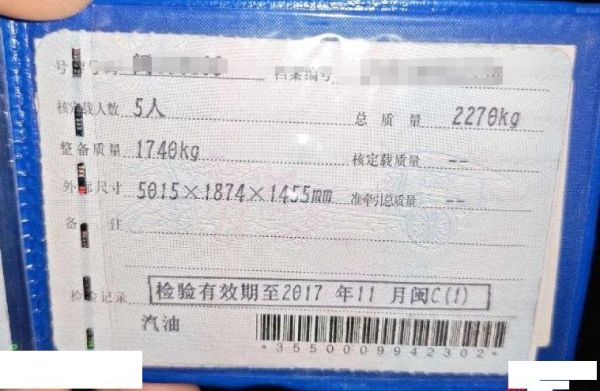 号牌号码 闽 档案编号
核定载人数 5人 总质量 2270kg
整备质量 1740kg 核定载质量 --
外部尺寸 5015×1874×1455mm 准牵引总质量 --
备注
检验记录 检验有效期至2017 年11 月闽C(1)
汽油
*3550009942302*